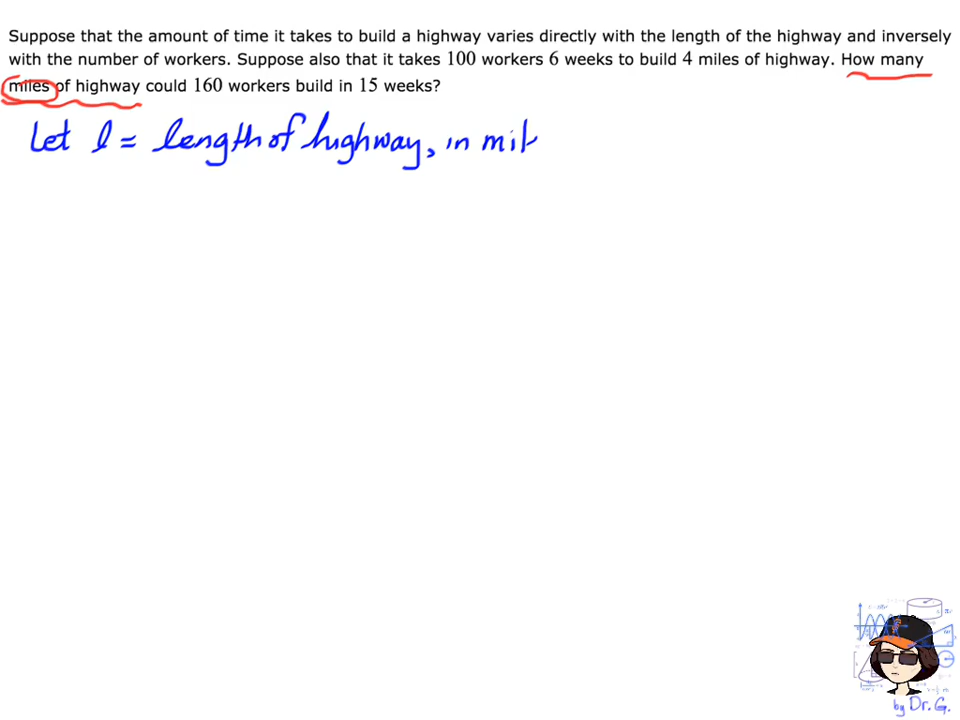 Suppose that the amount of time it takes to build a highway varies directly with the length of the highway and inversely
with the number of workers. Suppose also that it takes 100 workers 6 weeks to build 4 miles of highway. How many
miles of highway could 160 workers build in 15 weeks?
Let l = length of highway, in mil
by Dr. G.